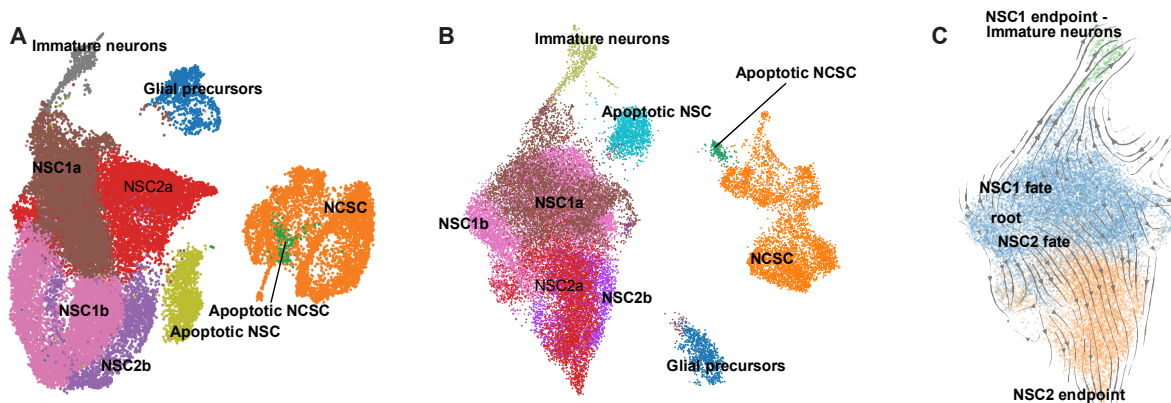 A
Immature neurons
Glial precursors
NSC1a
NSC2a
NCSC
NSC1b
Apoptotic NCSC
Apoptotic NSC
NSC2b
B
Immature neurons
Apoptotic NCSC
Apoptotic NSC
NSC1b
NSC1a
NCSC
NSC2a
NSC2b
Glial precursors
C
NSC1 endpoint -
Immature neurons
NSC1 fate
root
NSC2 fate
NSC2 endpoint